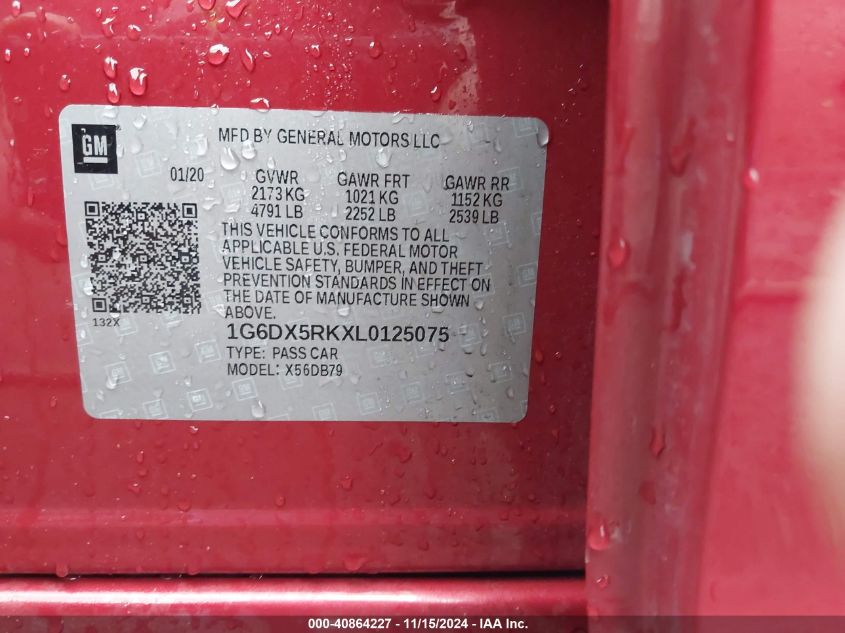 GM
MFD BY GENERAL MOTORS LLC
01/20
GVWR GAWR FRT GAWR RR
2173 KG 1021 KG 1152 KG
4791 LB 2252 LB 2539 LB
THIS VEHICLE CONFORMS TO ALL
APPLICABLE U.S. FEDERAL MOTOR
VEHICLE SAFETY, BUMPER, AND THEFT
PREVENTION STANDARDS IN EFFECT ON
THE DATE OF MANUFACTURE SHOWN
ABOVE.
132X
1G6DX5RKXL0125075
TYPE: PASS CAR
MODEL: X56DB79
000-40864227 - 11/15/2024 - IAA Inc.